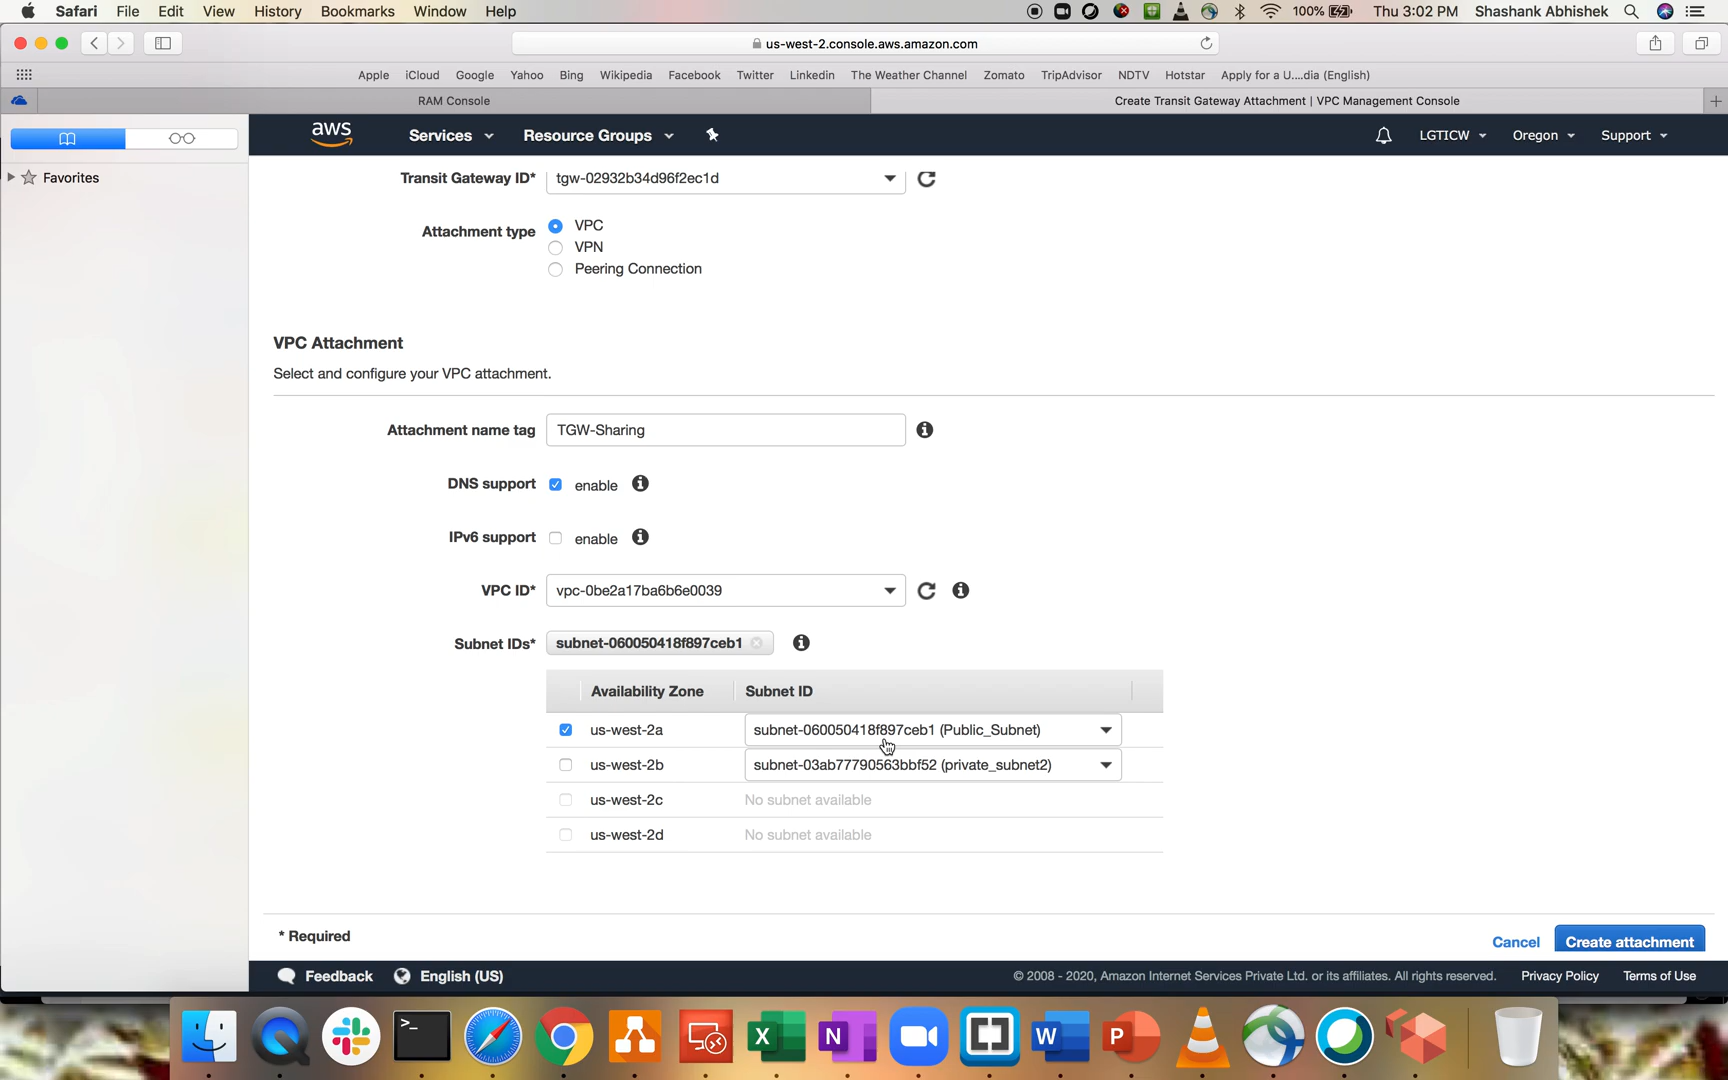 Safari File Edit View History Bookmarks Window Help 100% Thu 3:02 PM Shashank Abhishek
us-west-2.console.aws.amazon.com
Apple iCloud Google Yahoo Bing Wikipedia Facebook Twitter Linkedin The Weather Channel Zomato TripAdvisor NDTV Hotstar Apply for a U....dia (English)
RAM Console Create Transit Gateway Attachment | VPC Management Console
Favorites
aws Services Resource Groups LGTICW Oregon Support
Transit Gateway ID* tgw-02932b34d96f2ec1d
Attachment type VPC
VPN
Peering Connection
VPC Attachment
Select and configure your VPC attachment.
Attachment name tag TGW-Sharing
DNS support enable
IPv6 support enable
VPC ID* vpc-0be2a17ba6b6e0039
Subnet IDs* subnet-060050418f897ceb1
Availability Zone Subnet ID
us-west-2a subnet-060050418f897ceb1 (Public_Subnet)
us-west-2b subnet-03ab77790563bbf52 (private_subnet2)
us-west-2c No subnet available
us-west-2d No subnet available
* Required
Cancel Create attachment
Feedback English (US) © 2008 - 2020, Amazon Internet Services Private Ltd. or its affiliates. All rights reserved. Privacy Policy Terms of Use
>_ X N W P